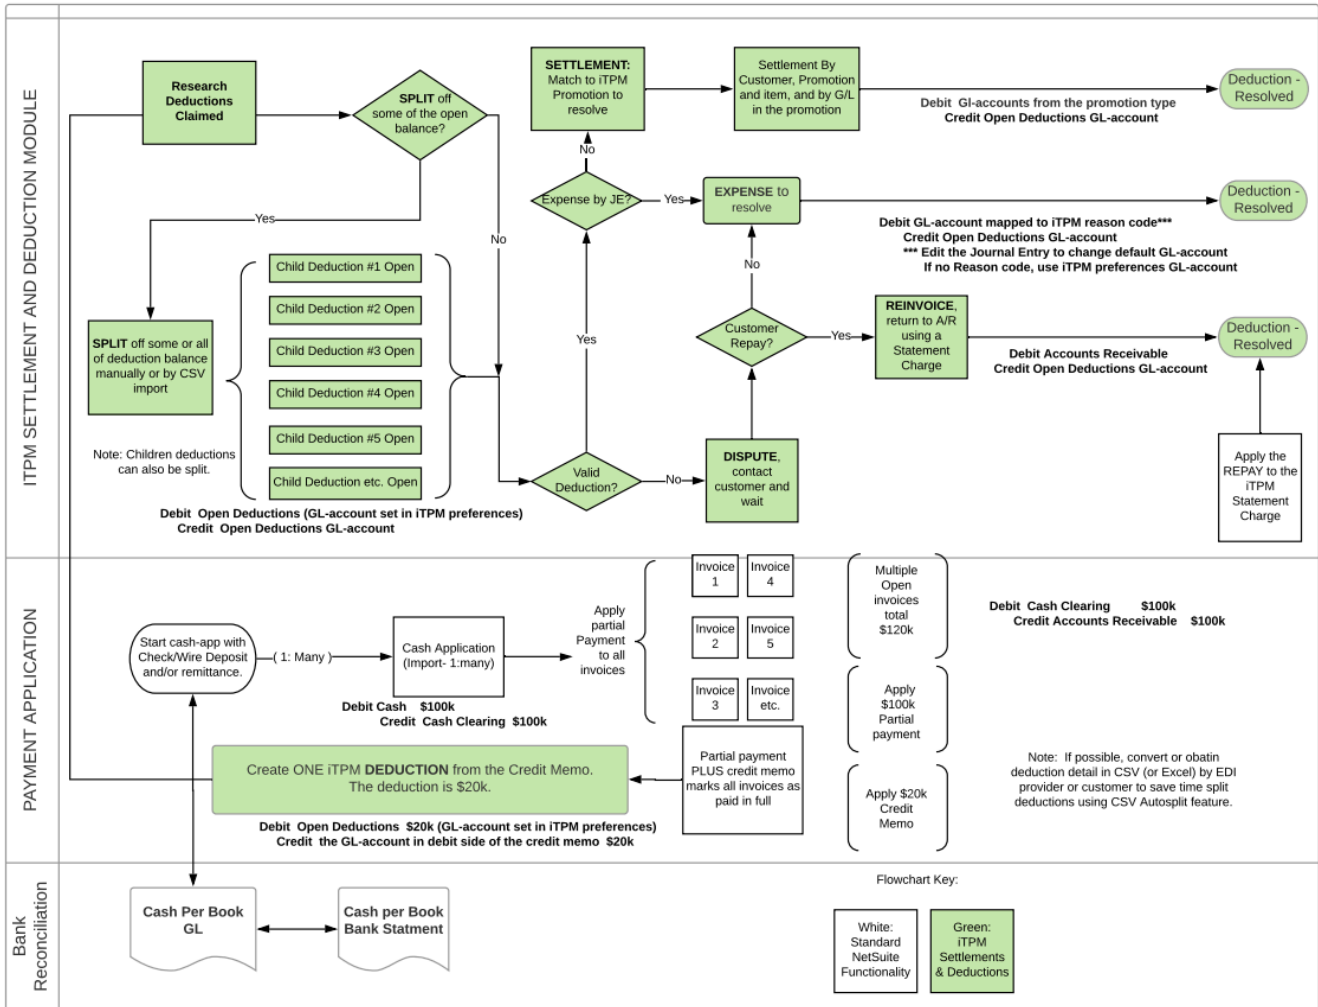 ITPM SETTLEMENT AND DEDUCTION MODULE
Research
Deductions
Claimed
SPLIT off
some of the open
balance?
Yes
No
SPLIT off some or all
of deduction balance
manually or by CSV
import
Note: Children deductions
can also be split.
Child Deduction #1 Open
Child Deduction #2 Open
Child Deduction #3 Open
Child Deduction #4 Open
Child Deduction #5 Open
Child Deduction etc. Open
Debit Open Deductions (GL-account set in iTPM preferences)
Credit Open Deductions GL-account
SETTLEMENT:
Match to iTPM
Promotion to
resolve
Settlement By
Customer, Promotion
and item, and by G/L
in the promotion
Debit Gl-accounts from the promotion type
Credit Open Deductions GL-account
Deduction -
Resolved
No
Expense by JE?
Yes
EXPENSE to
resolve
Deduction -
Resolved
Debit GL-account mapped to iTPM reason code***
Credit Open Deductions GL-account
*** Edit the Journal Entry to change default GL-account
If no Reason code, use iTPM preferences GL-account
No
Yes
Customer
Repay?
Yes
REINVOICE,
return to A/R
using a
Statement
Charge
Debit Accounts Receivable
Credit Open Deductions GL-account
Deduction -
Resolved
Valid
Deduction?
No
DISPUTE,
contact
customer and
wait
Apply the
REPAY to the
iTPM
Statement
Charge
PAYMENT APPLICATION
Start cash-app with
Check/Wire Deposit
and/or remittance.
( 1: Many )
Cash Application
(Import- 1:many)
Debit Cash $100k
Credit Cash Clearing $100k
Apply
partial
Payment
to all
invoices
Invoice
1
Invoice
4
Invoice
2
Invoice
5
Invoice
3
Invoice
etc.
Multiple
Open
invoices
total
$120k
Debit Cash Clearing $100k
Credit Accounts Receivable $100k
Apply
$100k
Partial
payment
Create ONE iTPM DEDUCTION from the Credit Memo.
The deduction is $20k.
Debit Open Deductions $20k (GL-account set in iTPM preferences)
Credit the GL-account in debit side of the credit memo $20k
Partial payment
PLUS credit memo
marks all invoices as
paid in full
Apply $20k
Credit
Memo
Note: If possible, convert or obatin
deduction detail in CSV (or Excel) by EDI
provider or customer to save time split
deductions using CSV Autosplit feature.
Bank
Reconciliation
Cash Per Book
GL
Cash per Book
Bank Statment
Flowchart Key:
White:
Standard
NetSuite
Functionality
Green:
iTPM
Settlements
& Deductions